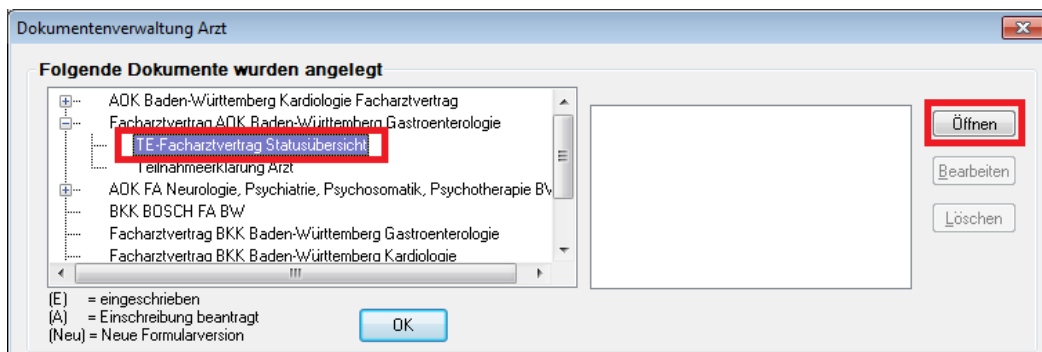 Dokumentenverwaltung Arzt
Folgende Dokumente wurden angelegt
AOK Baden-Württemberg Kardiologie Facharztvertrag
Facharztvertrag AOK Baden-Württemberg Gastroenterologie
TE-Facharztvertrag Statusübersicht
Teilnahmeerklärung Arzt
AOK FA Neurologie, Psychiatrie, Psychosomatik, Psychotherapie BV
BKK BOSCH FA BW
Facharztvertrag BKK Baden-Württemberg Gastroenterologie
Facharztvertrag BKK Baden-Württemberg Kardiologie
Öffnen
Bearbeiten
Löschen
(E) = eingeschrieben
(A) = Einschreibung beantragt
(Neu) = Neue Formularversion
OK